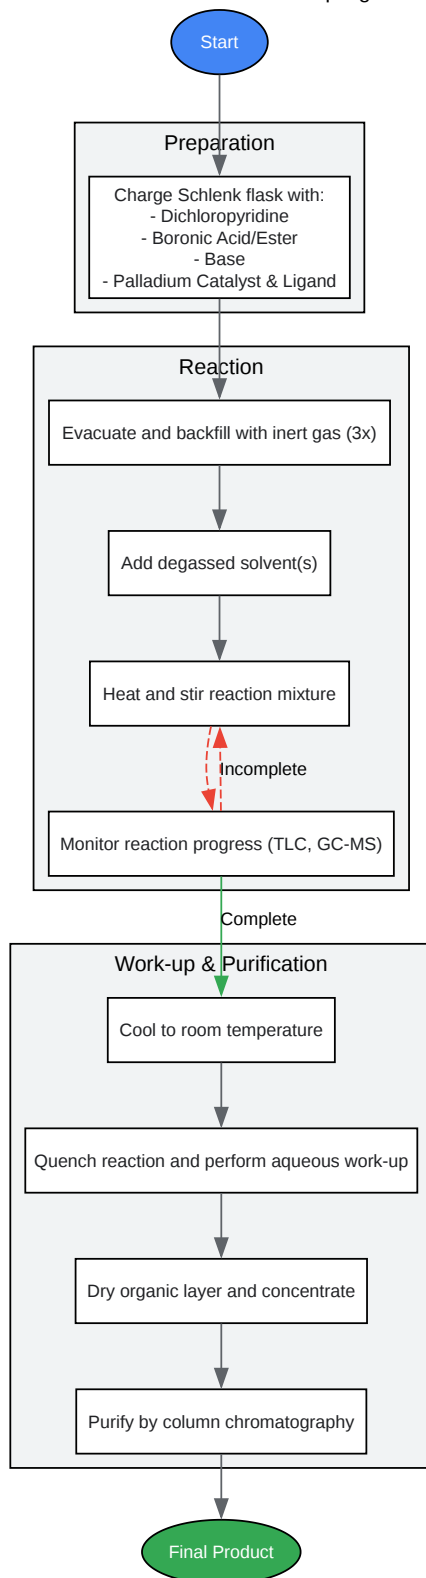 Start
Preparation
Charge Schlenk flask with:
- Dichloropyridine
- Boronic Acid/Ester
- Base
- Palladium Catalyst & Ligand
Reaction
Evacuate and backfill with inert gas (3x)
Add degassed solvent(s)
Heat and stir reaction mixture
Incomplete
Monitor reaction progress (TLC, GC-MS)
Complete
Work-up & Purification
Cool to room temperature
Quench reaction and perform aqueous work-up
Dry organic layer and concentrate
Purify by column chromatography
Final Product